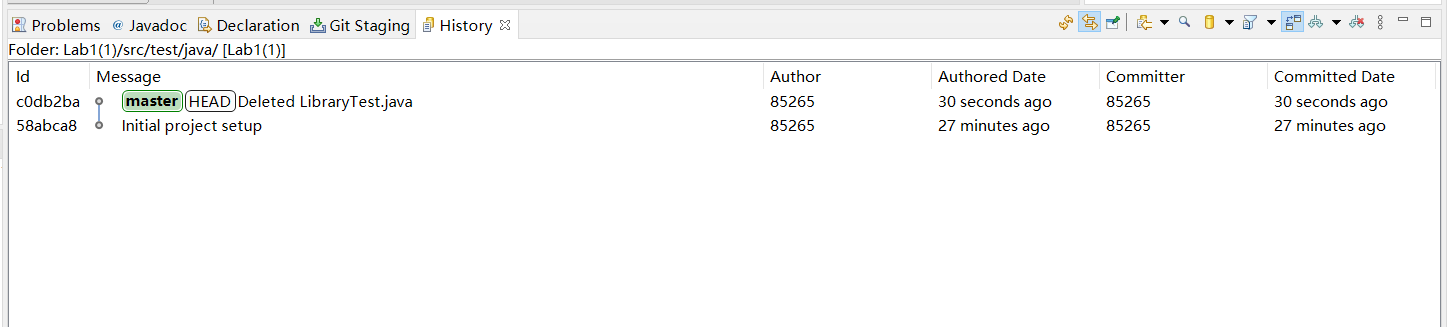 Problems @ Javadoc Declaration Git Staging History
Folder: Lab1(1)/src/test/java/ [Lab1(1)]
Id Message Author Authored Date Committer Committed Date
c0db2ba master HEAD Deleted LibraryTest.java 85265 30 seconds ago 85265 30 seconds ago
58abca8 Initial project setup 85265 27 minutes ago 85265 27 minutes ago